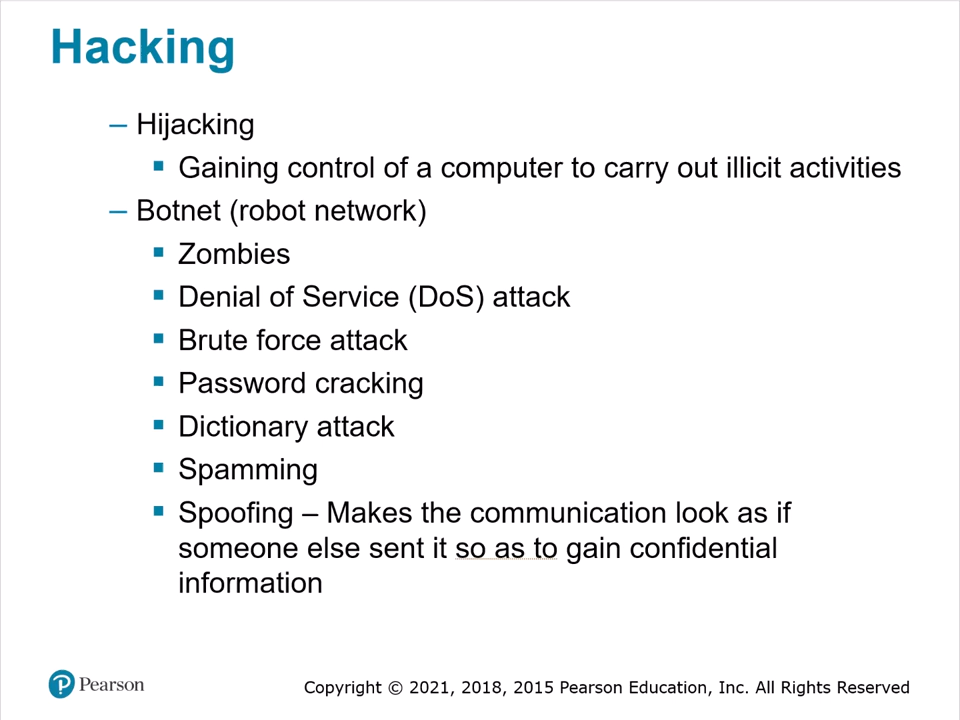 Hacking
– Hijacking
▪ Gaining control of a computer to carry out illicit activities
– Botnet (robot network)
▪ Zombies
▪ Denial of Service (DoS) attack
▪ Brute force attack
▪ Password cracking
▪ Dictionary attack
▪ Spamming
▪ Spoofing – Makes the communication look as if
someone else sent it so as to gain confidential
information
P Pearson
Copyright © 2021, 2018, 2015 Pearson Education, Inc. All Rights Reserved